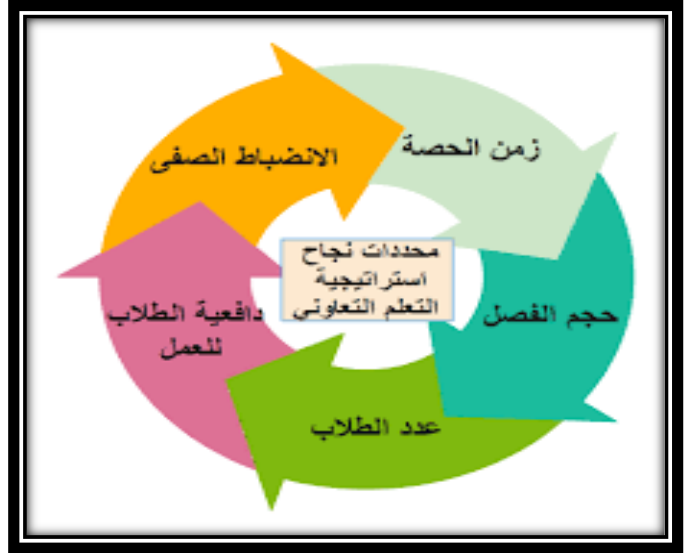 محددات نجاح
استراتيجية
التعلم التعاوني
زمن الحصة
حجم الفصل
عدد الطلاب
دافعية الطلاب
للعمل
الانضباط الصفى